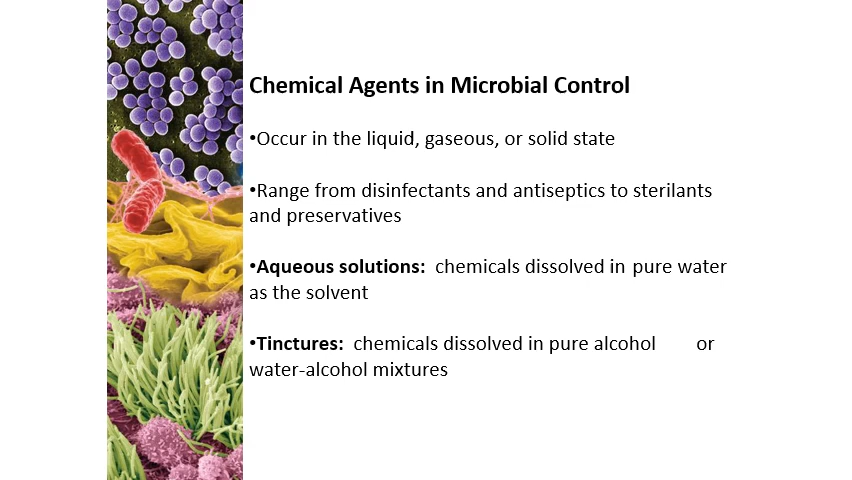 Chemical Agents in Microbial Control
•Occur in the liquid, gaseous, or solid state
•Range from disinfectants and antiseptics to sterilants
and preservatives
•Aqueous solutions:  chemicals dissolved in pure water
as the solvent
•Tinctures:  chemicals dissolved in pure alcohol or
water-alcohol mixtures